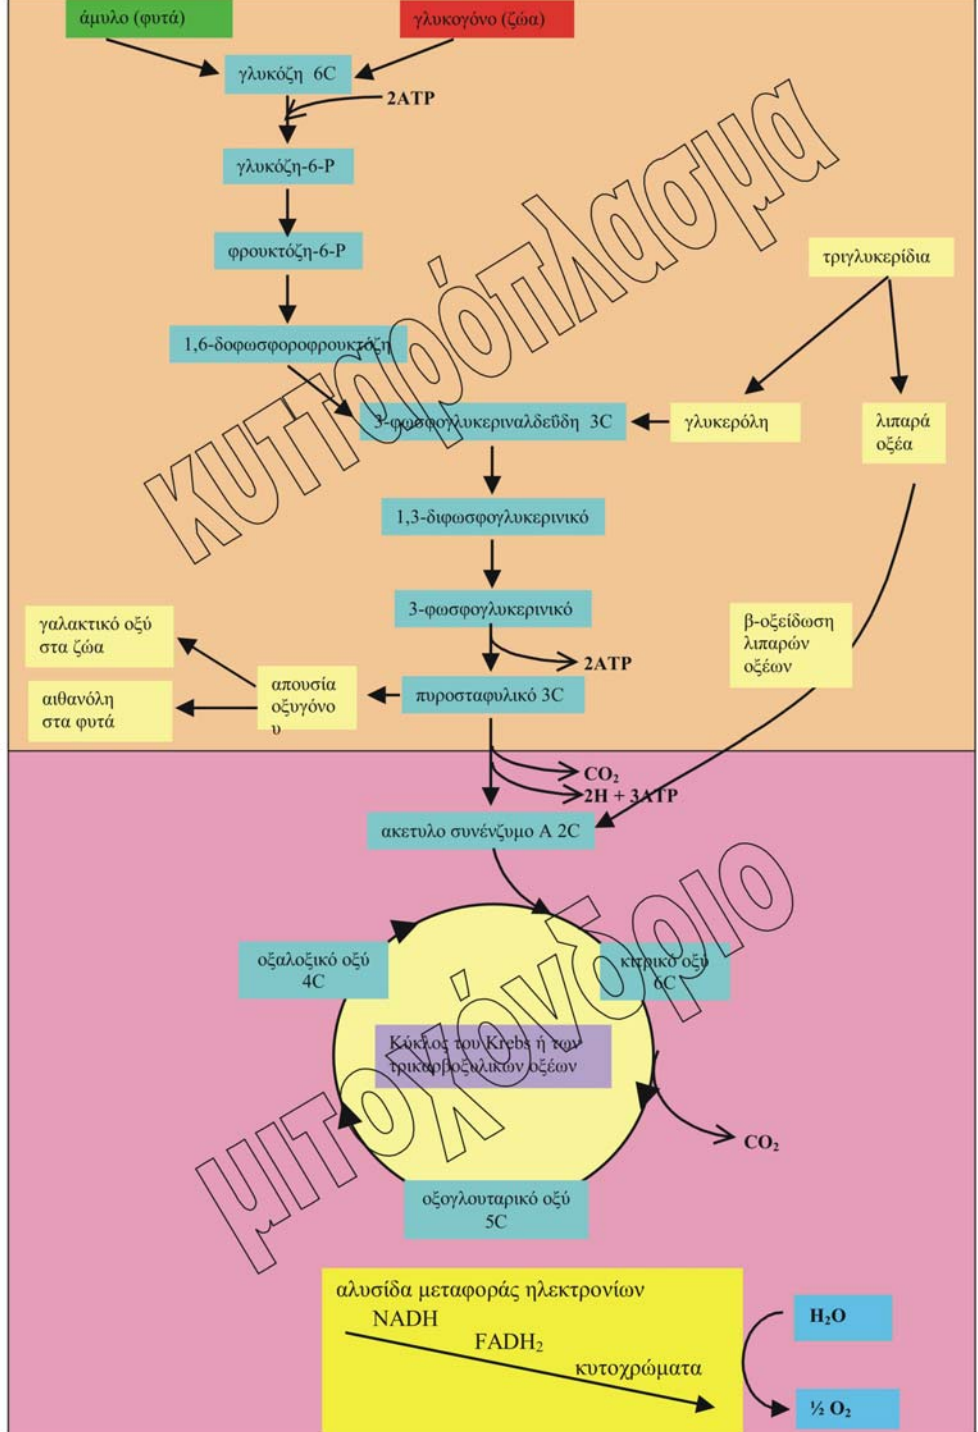 άμυλο (φυτά)
γλυκογόνο (ζώα)
γλυκόζη 6C
2ATP
γλυκόζη-6-P
φρουκτόζη-6-P
τριγλυκερίδια
1,6-δοφωσφοροφρουκτόζη
3-φωσφογλυκεριναλδεΰδη 3C
γλυκερόλη
λιπαρά
οξέα
κυτταρόπλασμα
1,3-διφωσφογλυκερινικό
3-φωσφογλυκερινικό
γαλακτικό οξύ
στα ζώα
β-οξείδωση
λιπαρών
οξέων
2ATP
πυροσταφυλικό 3C
απουσία
οξυγόνο
υ
αιθανόλη
στα φυτά
CO₂
2H + 3ATP
ακετυλο συνένζυμο A 2C
οξαλοξικό οξύ
4C
κιτρικό οξύ
6C
Κύκλος του Krebs ή των
τρικαρβοξυλικών οξέων
μιτοχόνδριο
CO₂
οξογλουταρικό οξύ
5C
αλυσίδα μεταφοράς ηλεκτρονίων
NADH
FADH₂
κυτοχρώματα
H₂O
½ O₂